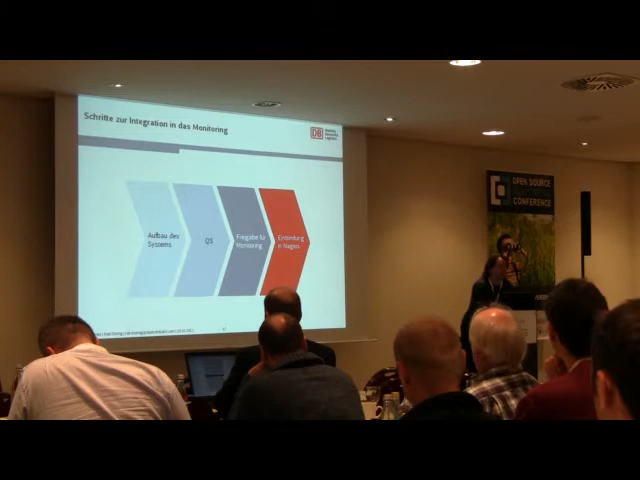 Schritte zur Integration in das Monitoring
DB
Aufbau des
Systems
QS
Freigabe für
Monitoring
Einbindung
in Nagios
OPEN SOURCE
CONFERENCE